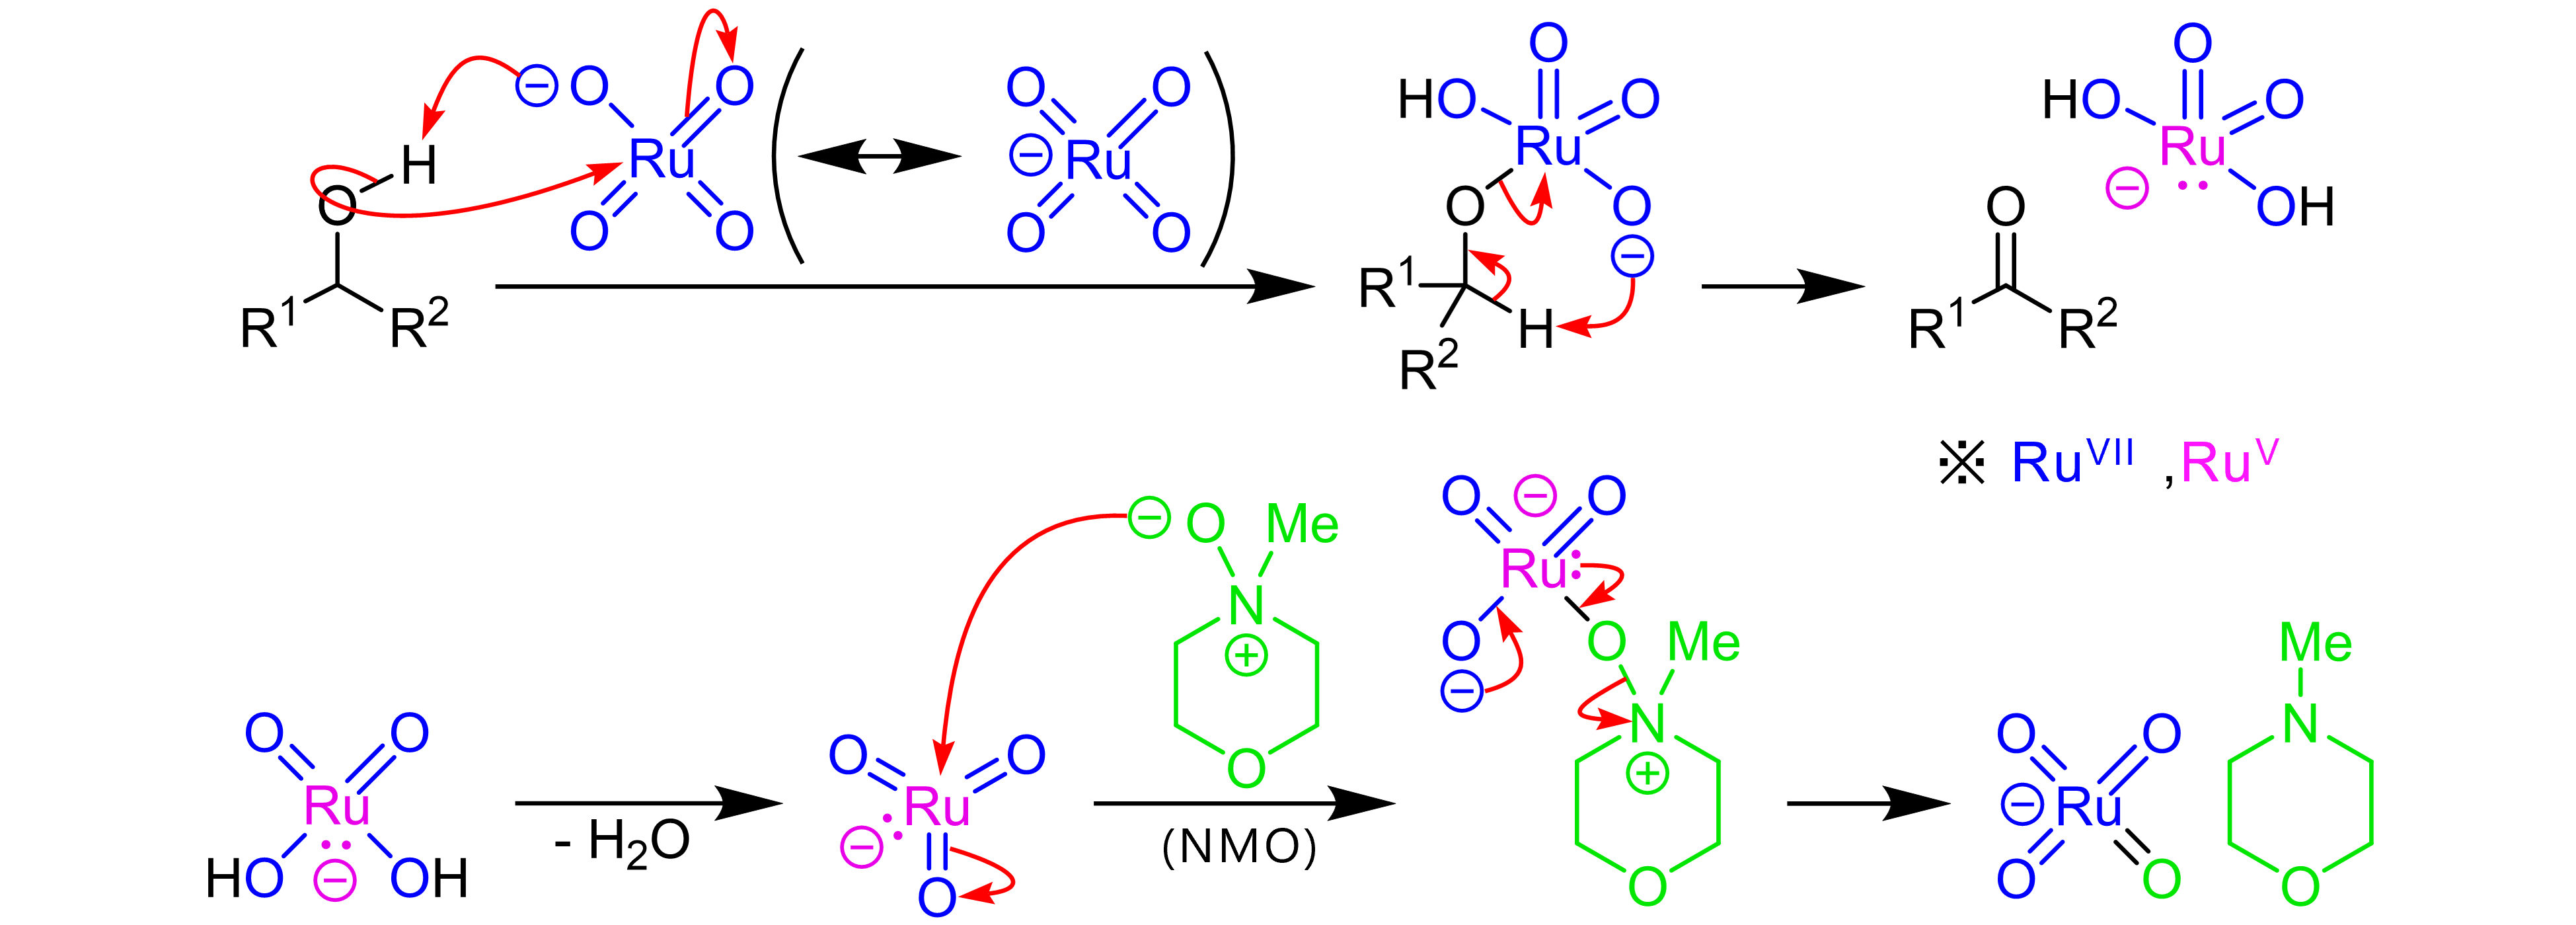 ⊖ O O O O O O O
H Ru ( ⊖ Ru ) HO Ru O HO Ru O
O O O O O O O O ⊖ OH
R¹ R² R¹ H ⊖ O
R² R¹ R²
※ Ruⱽᴵᴵ , Ruⱽ
⊖ O Me O ⊖ O
N Ru:
⊕ O O Me Me
O O O O O ⊖ N O O N
Ru Ru O ⊕ ⊖ Ru
HO ⊖ OH - H₂O ⊖ O (NMO) O O O O